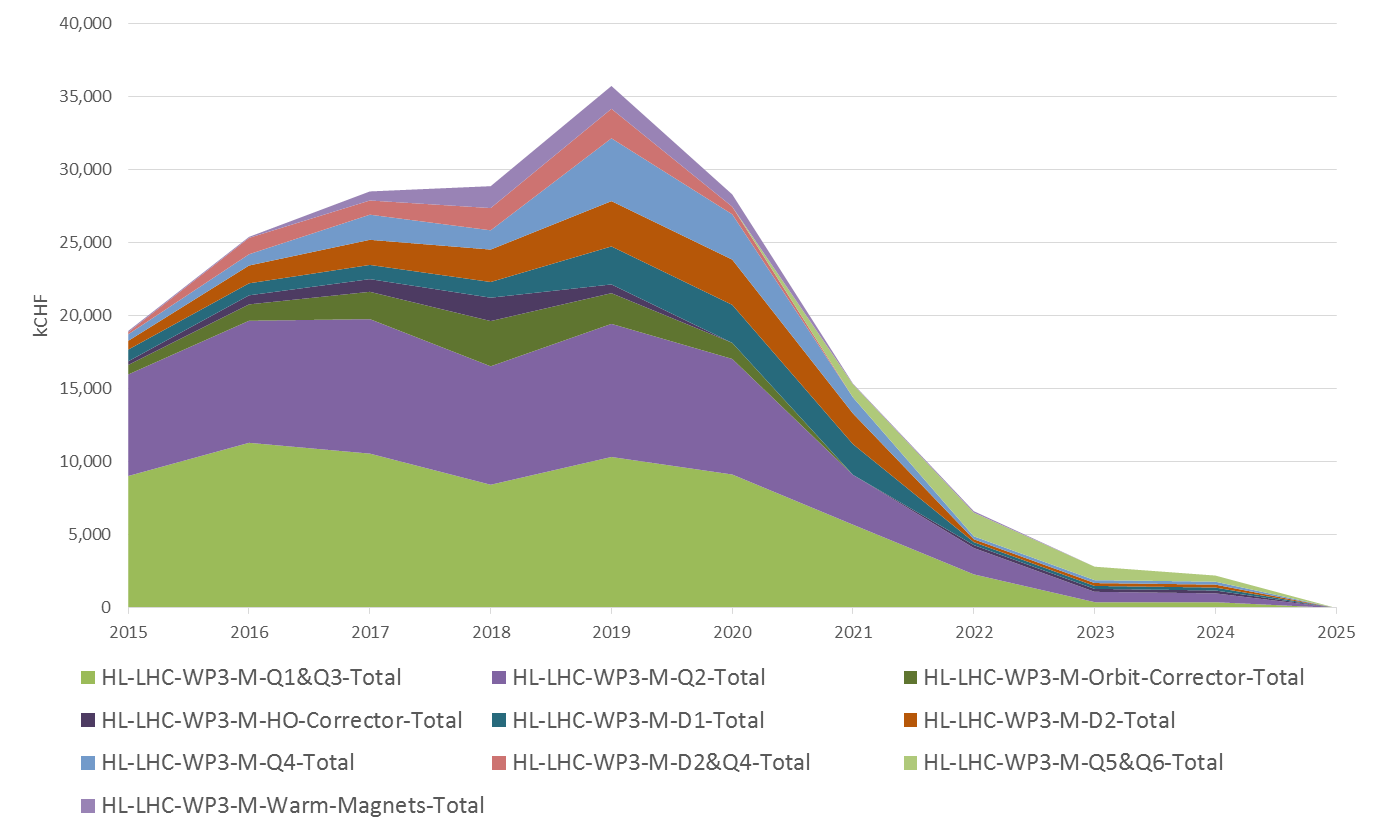 40,000
35,000
30,000
25,000
20,000
15,000
10,000
5,000
0
kCHF
2015 2016 2017 2018 2019 2020 2021 2022 2023 2024 2025
HL-LHC-WP3-M-Q1&Q3-Total HL-LHC-WP3-M-Q2-Total HL-LHC-WP3-M-Orbit-Corrector-Total
HL-LHC-WP3-M-HO-Corrector-Total HL-LHC-WP3-M-D1-Total HL-LHC-WP3-M-D2-Total
HL-LHC-WP3-M-Q4-Total HL-LHC-WP3-M-D2&Q4-Total HL-LHC-WP3-M-Q5&Q6-Total
HL-LHC-WP3-M-Warm-Magnets-Total